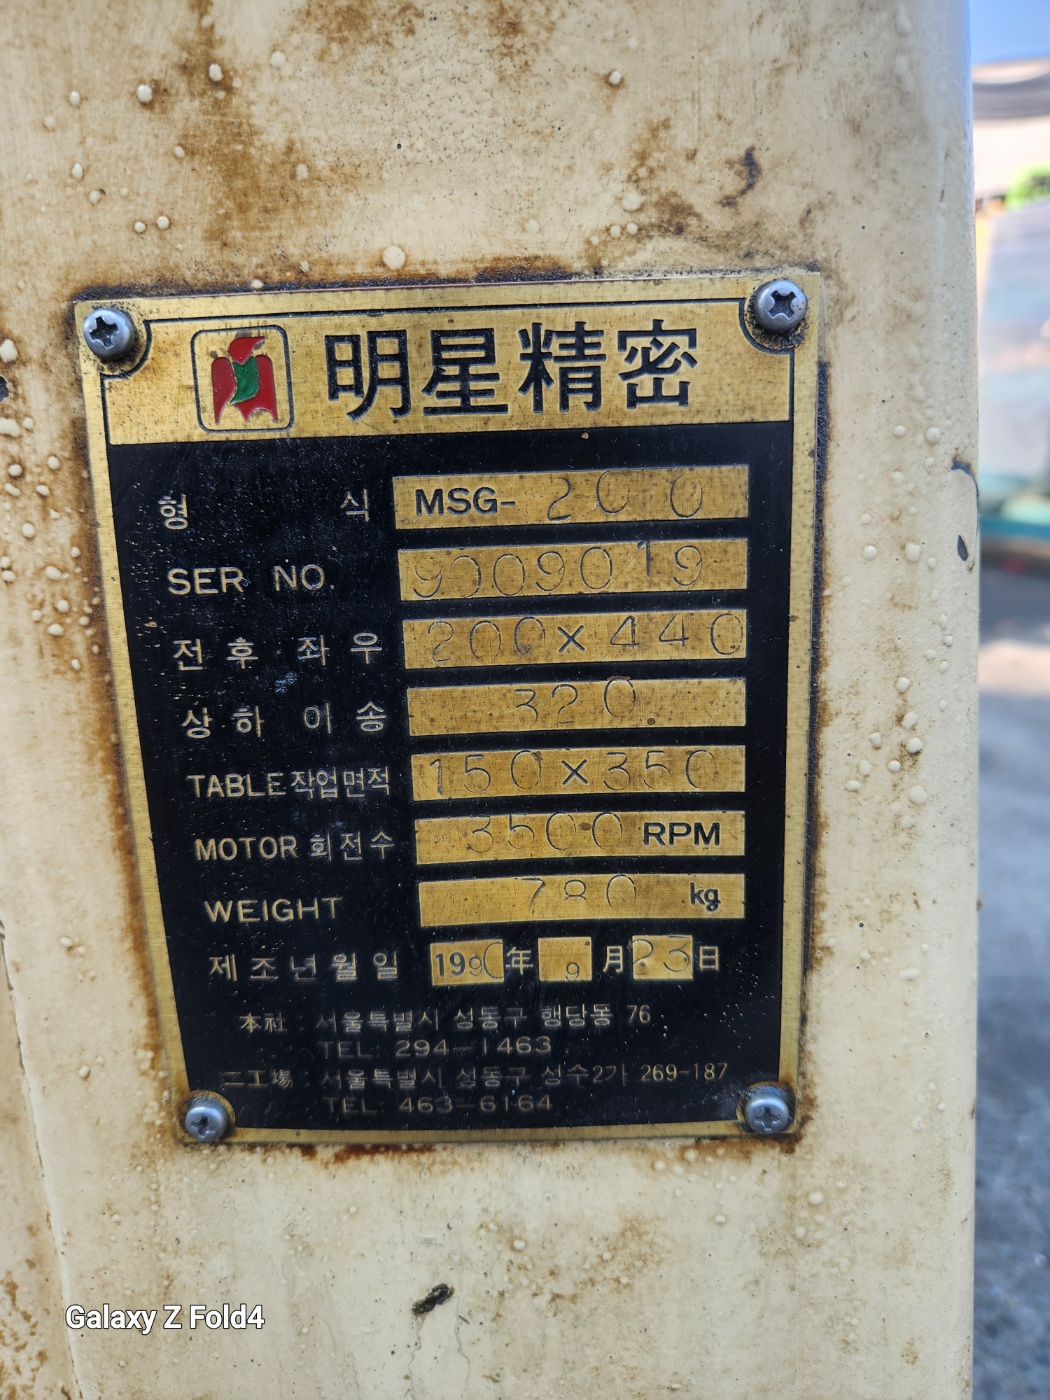 明星精密
형 식 MSG-200
SER NO. 9009019
전후 좌우 200×440
상하 이송 320
TABLE작업면적 150×350
MOTOR 회전수 3500 RPM
WEIGHT 780 kg
제조년월일 1990年 9月23日
本社 : 서울특별시 성동구 행당동 76
TEL: 294-1463
二工場 : 서울특별시 성동구 성수2가 269-187
TEL: 463-6164
Galaxy Z Fold4